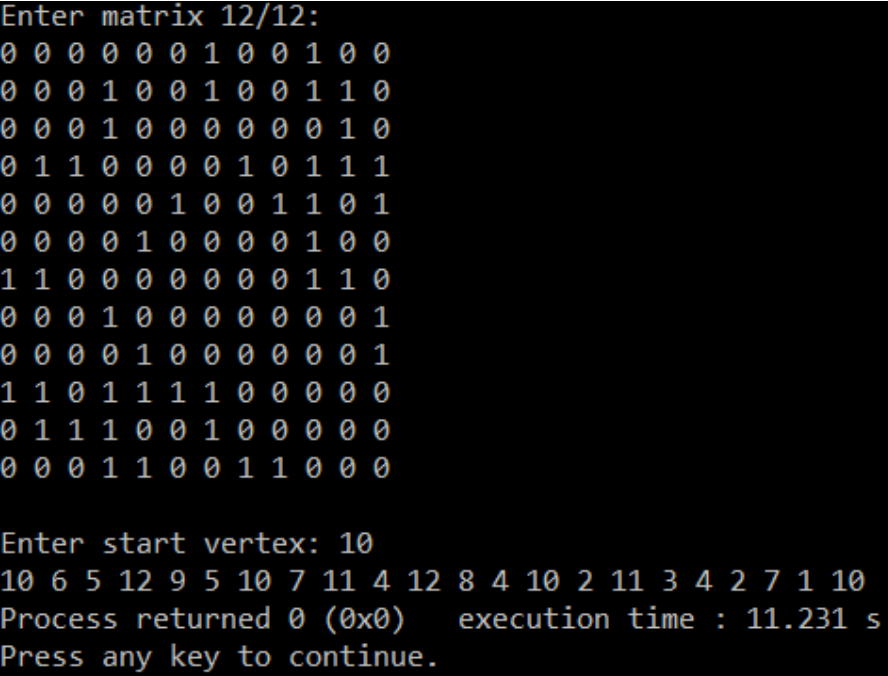 Enter matrix 12/12:
0 0 0 0 0 0 1 0 0 1 0 0
0 0 0 1 0 0 1 0 0 1 1 0
0 0 0 1 0 0 0 0 0 0 1 0
0 1 1 0 0 0 0 1 0 1 1 1
0 0 0 0 0 1 0 0 1 1 0 1
0 0 0 0 1 0 0 0 0 1 0 0
1 1 0 0 0 0 0 0 0 1 1 0
0 0 0 1 0 0 0 0 0 0 0 1
0 0 0 0 1 0 0 0 0 0 0 1
1 1 0 1 1 1 1 0 0 0 0 0
0 1 1 1 0 0 1 0 0 0 0 0
0 0 0 1 1 0 0 1 1 0 0 0
Enter start vertex: 10
10 6 5 12 9 5 10 7 11 4 12 8 4 10 2 11 3 4 2 7 1 10
Process returned 0 (0x0)   execution time : 11.231 s
Press any key to continue.